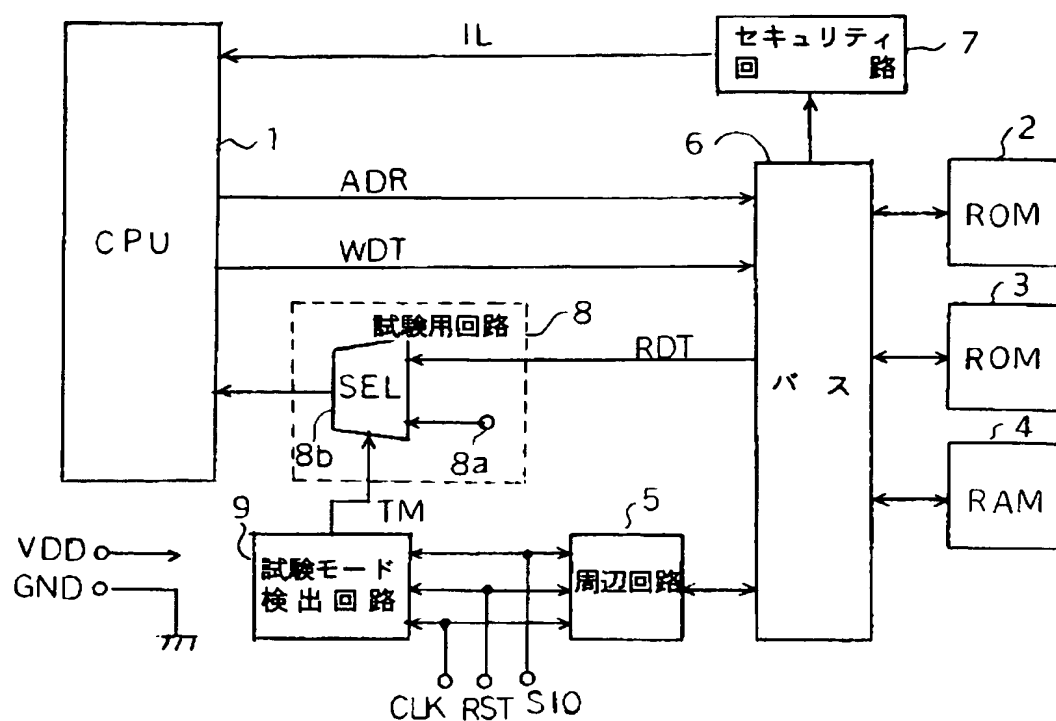 IL
セキュリティ
回路
7
1
6
2
ADR
ROM
CPU
WDT
3
試験用回路
8
RDT
ROM
SEL
バス
8b
8a
4
RAM
9
TM
5
VDD
試験モード
検出回路
周辺回路
GND
CLK
RST
SIO